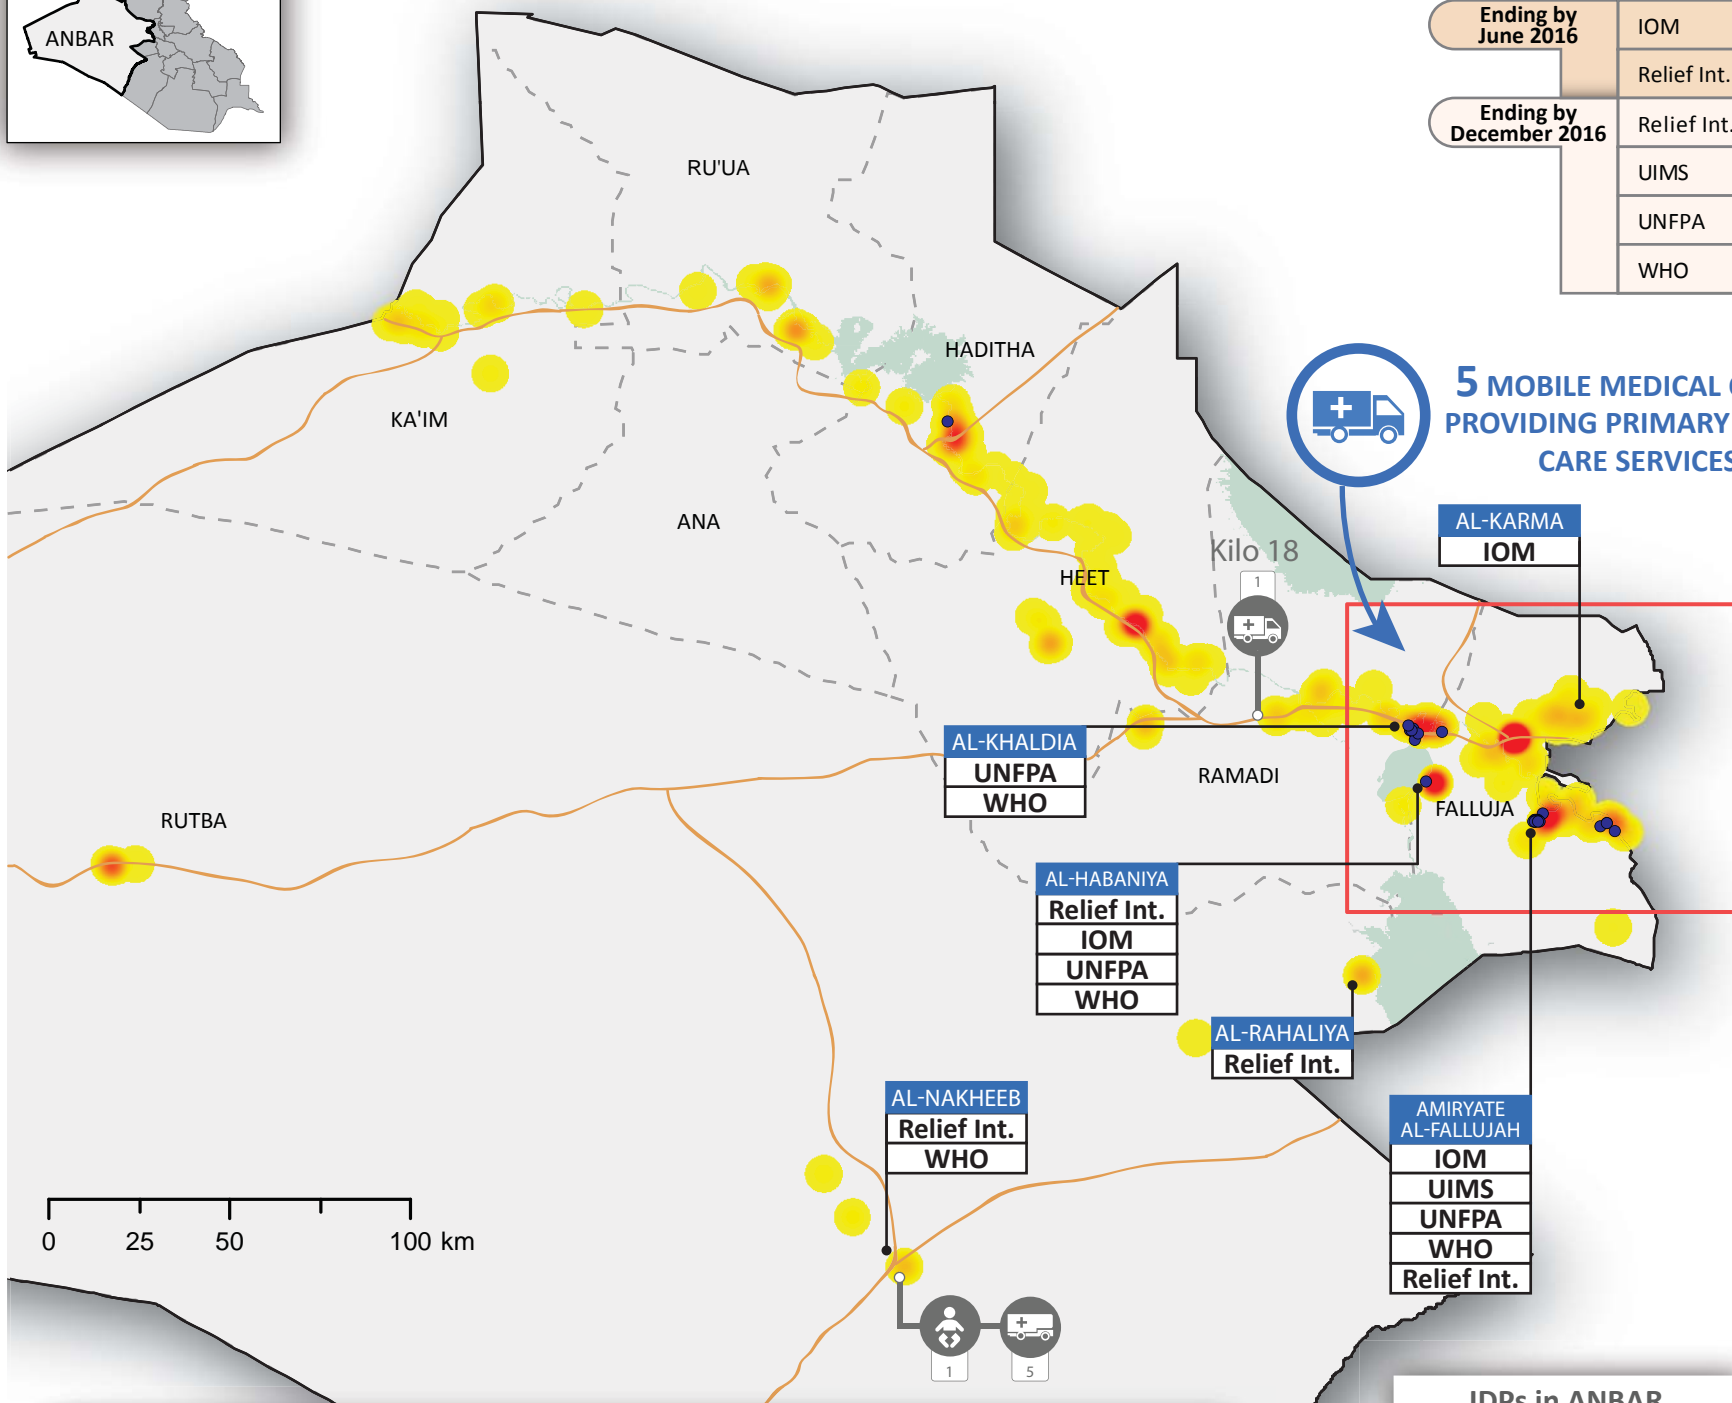 ANBAR
Ending by
June 2016
IOM
Relief Int.
Ending by
December 2016
Relief Int.
UIMS
UNFPA
WHO
RU'UA
HADITHA
KA'IM
ANA
HEET
Kilo 18
1
5 MOBILE MEDICAL
PROVIDING PRIMARY
CARE SERVICES
AL-KARMA
IOM
AL-KHALDIA
UNFPA
WHO
RAMADI
FALLUJA
RUTBA
AL-HABANIYA
Relief Int.
IOM
UNFPA
WHO
AL-RAHALIYA
Relief Int.
AL-NAKHEEB
Relief Int.
WHO
AMIRYATE
AL-FALLUJAH
IOM
UIMS
UNFPA
WHO
Relief Int.
0 25 50 100 km
1 5
IDPs in ANBAR